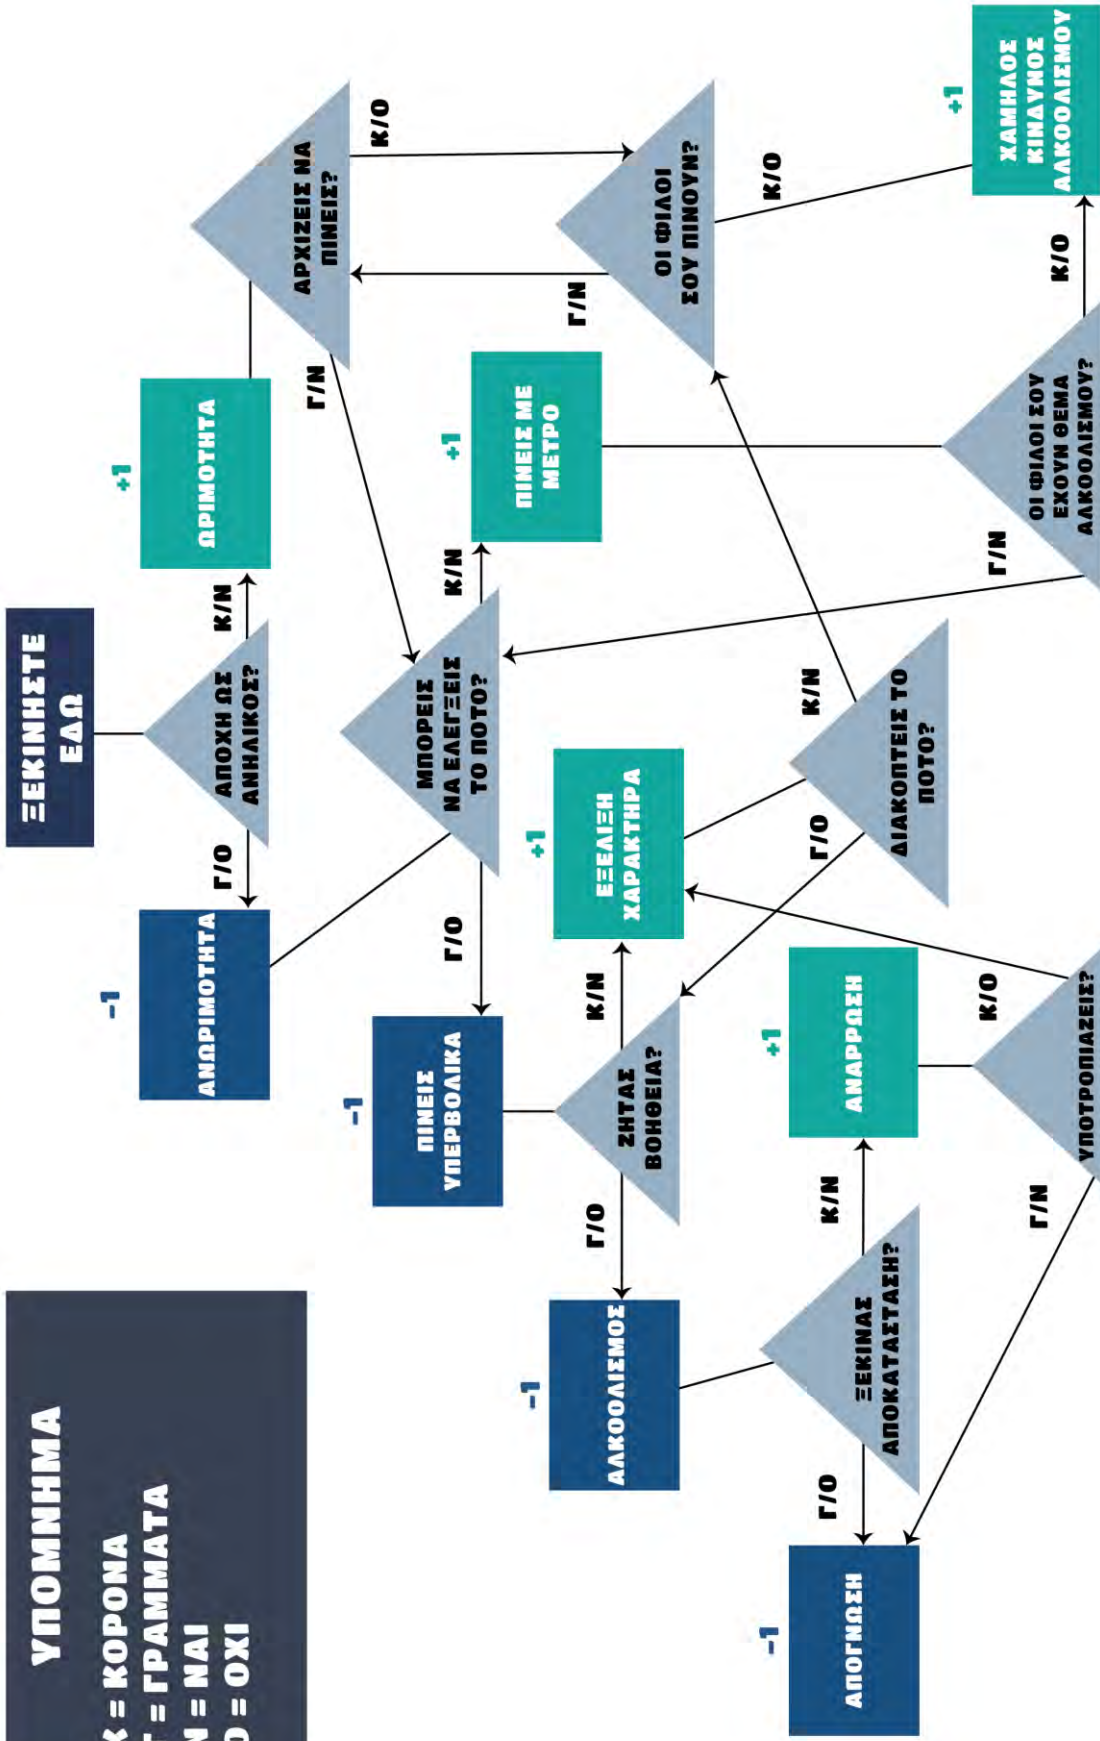 ΥΠΟΜΝΗΜΑ
Κ = ΚΟΡΟΝΑ
Γ = ΓΡΑΜΜΑΤΑ
Ν = ΝΑΙ
Ο = ΟΧΙ
ΞΕΚΙΝΗΣΤΕ
ΕΔΩ
ΑΠΟΧΗ ΩΣ
ΑΝΗΛΙΚΟΣ?
Γ/Ο
Κ/Ν
-1
ΑΝΩΡΙΜΟΤΗΤΑ
+1
ΩΡΙΜΟΤΗΤΑ
ΑΡΧΙΖΕΙΣ ΝΑ
ΠΙΝΕΙΣ?
Γ/Ν
Κ/Ο
ΜΠΟΡΕΙΣ
ΝΑ ΕΛΕΓΞΕΙΣ
ΤΟ ΠΟΤΟ?
Γ/Ο
Κ/Ν
-1
ΠΙΝΕΙΣ
ΥΠΕΡΒΟΛΙΚΑ
+1
ΠΙΝΕΙΣ ΜΕ
ΜΕΤΡΟ
Γ/Ν
ΟΙ ΦΙΛΟΙ
ΣΟΥ ΠΙΝΟΥΝ?
Κ/Ο
ΖΗΤΑΣ
ΒΟΗΘΕΙΑ?
Γ/Ο
Κ/Ν
-1
ΑΛΚΟΟΛΙΣΜΟΣ
+1
ΕΞΕΛΙΞΗ
ΧΑΡΑΚΤΗΡΑ
ΔΙΑΚΟΠΤΕΙΣ ΤΟ
ΠΟΤΟ?
Γ/Ο
Κ/Ν
ΞΕΚΙΝΑΣ
ΑΠΟΚΑΤΑΣΤΑΣΗ?
Γ/Ο
Κ/Ν
-1
ΑΠΟΓΝΩΣΗ
+1
ΑΝΑΡΡΩΣΗ
ΥΠΟΤΡΟΠΙΑΖΕΙΣ?
Γ/Ν
Κ/Ο
ΟΙ ΦΙΛΟΙ ΣΟΥ
ΕΧΟΥΝ ΘΕΜΑ
ΑΛΚΟΟΛΙΣΜΟΥ?
Γ/Ν
Κ/Ο
+1
ΧΑΜΗΛΟΣ
ΚΙΝΔΥΝΟΣ
ΑΛΚΟΟΛΙΣΜΟΥ